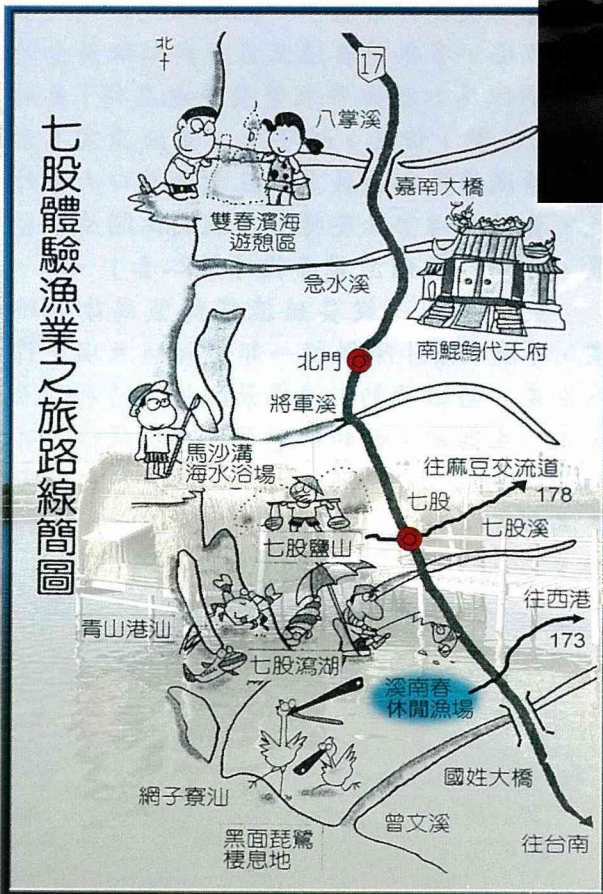 七股體驗漁業之旅路線簡圖
北
17
八掌溪
嘉南大橋
雙春濱海
遊憩區
急水溪
南鯤鯓代天府
北門
將軍溪
馬沙溝
海水浴場
往麻豆交流道
178
七股
七股溪
七股鹽山
往西港
173
青山港汕
七股瀉湖
溪南春
休閒漁場
國姓大橋
網子寮汕
曾文溪
黑面琵鷺
棲息地
往台南